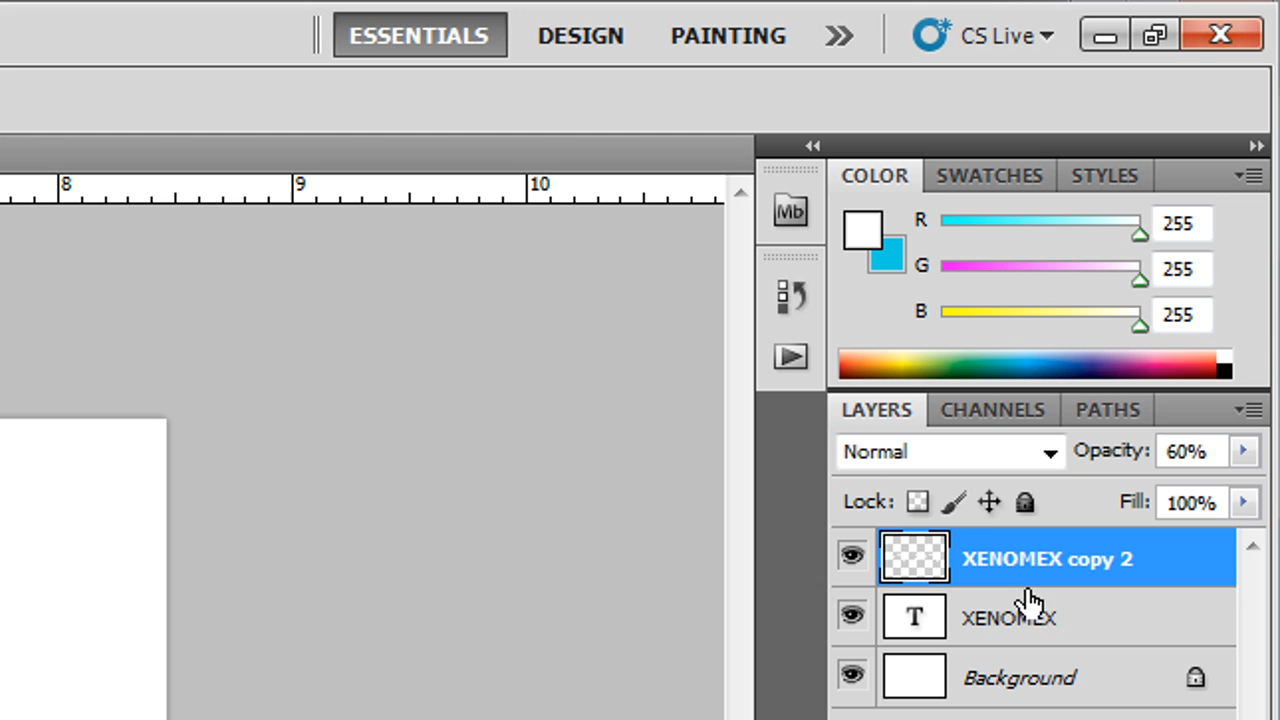 ESSENTIALS DESIGN PAINTING CS Live
8 9 10
Mb
COLOR SWATCHES STYLES
R 255
G 255
B 255
LAYERS CHANNELS PATHS
Normal Opacity: 60%
Lock: Fill: 100%
XENOMEX copy 2
T XENOMEX
Background